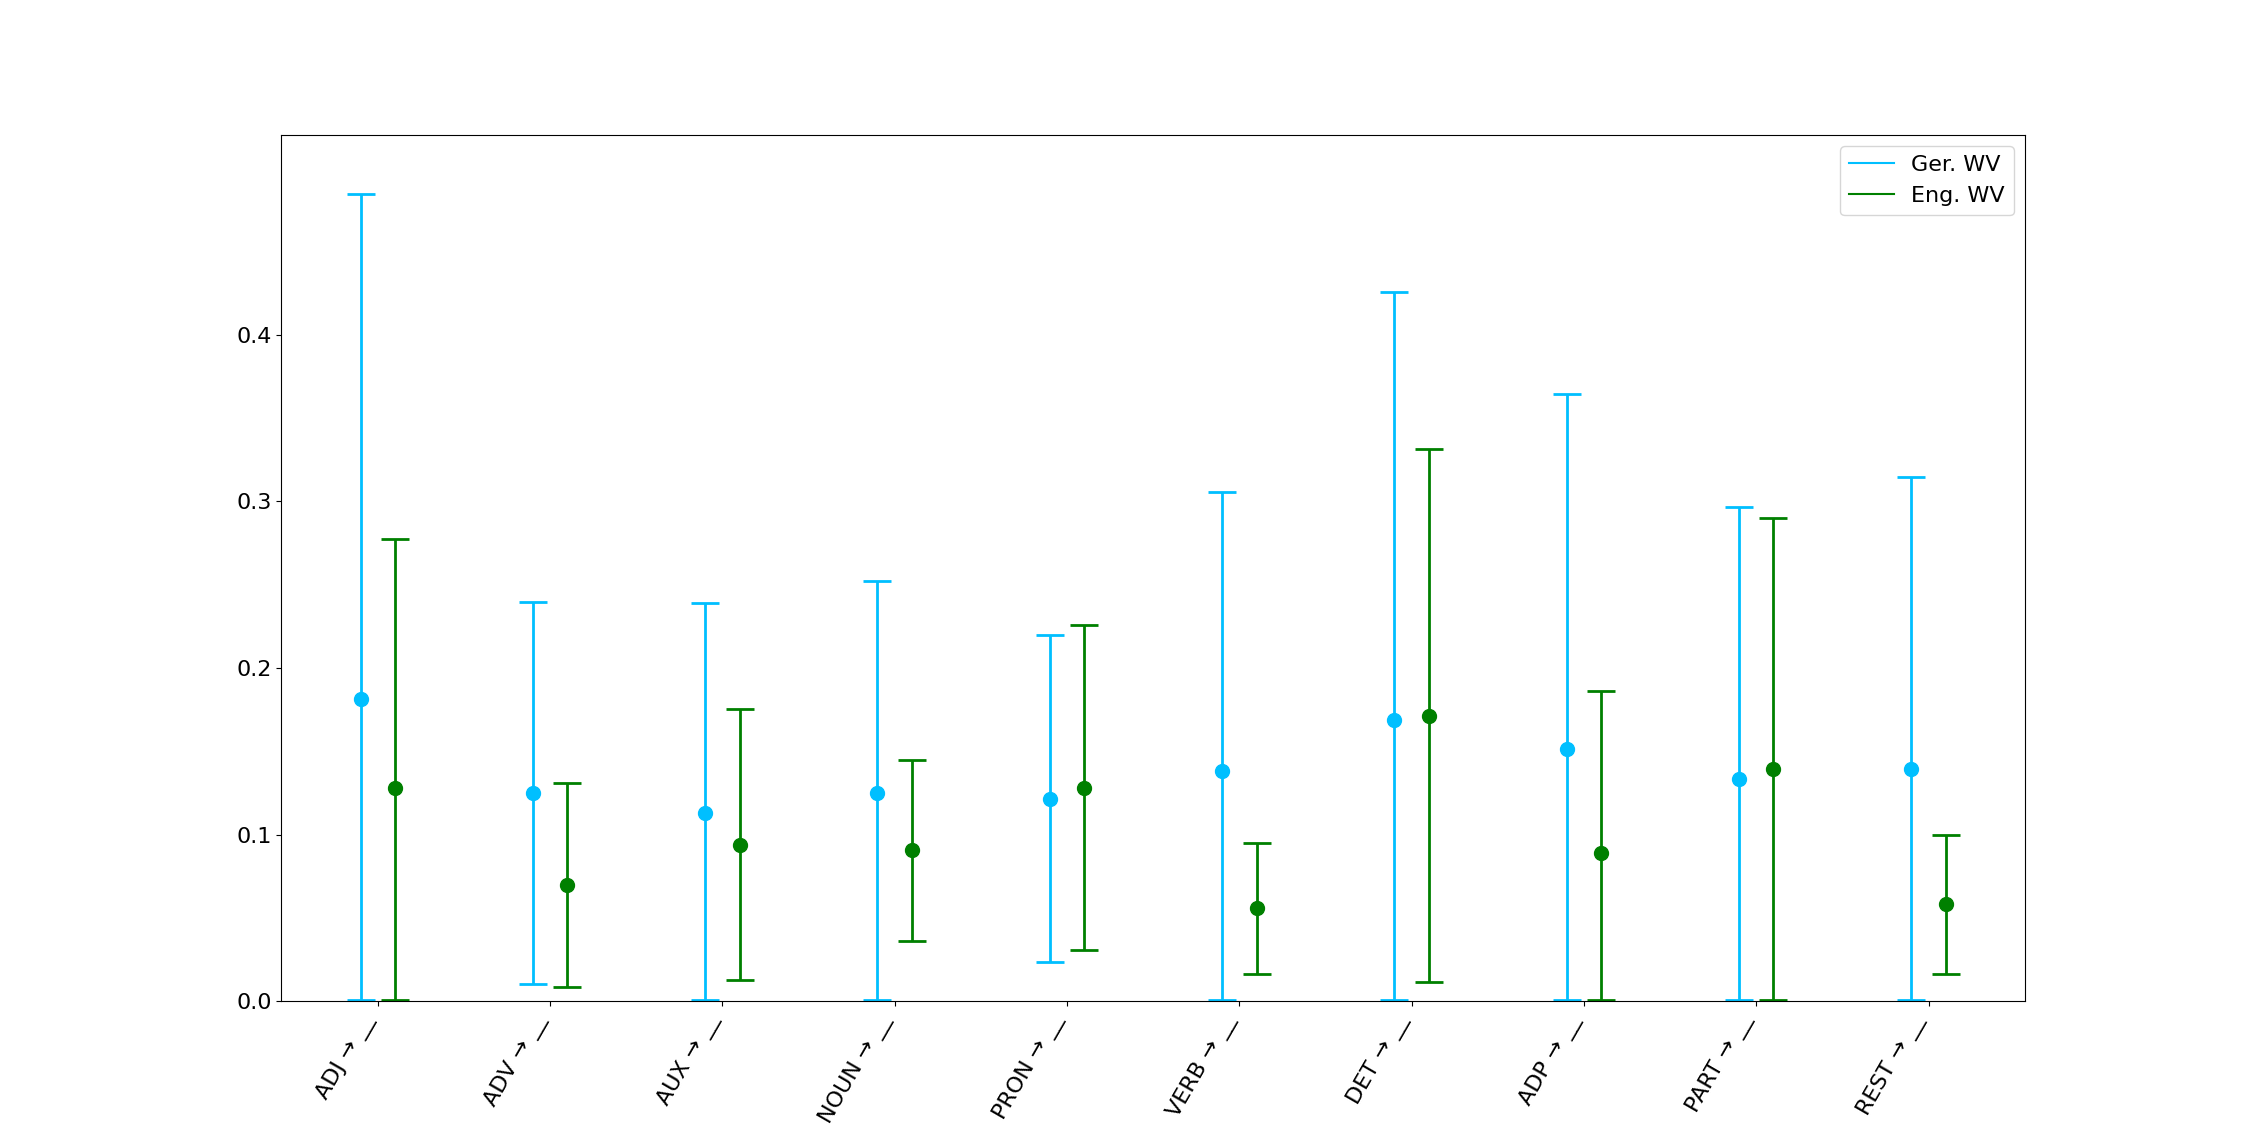 Ger. WV
Eng. WV
0.4
0.3
0.2
0.1
0.0
ADJ → —
ADV → —
AUX → —
NOUN → —
PRON → —
VERB → —
DET → —
ADP → —
PART → —
REST → —